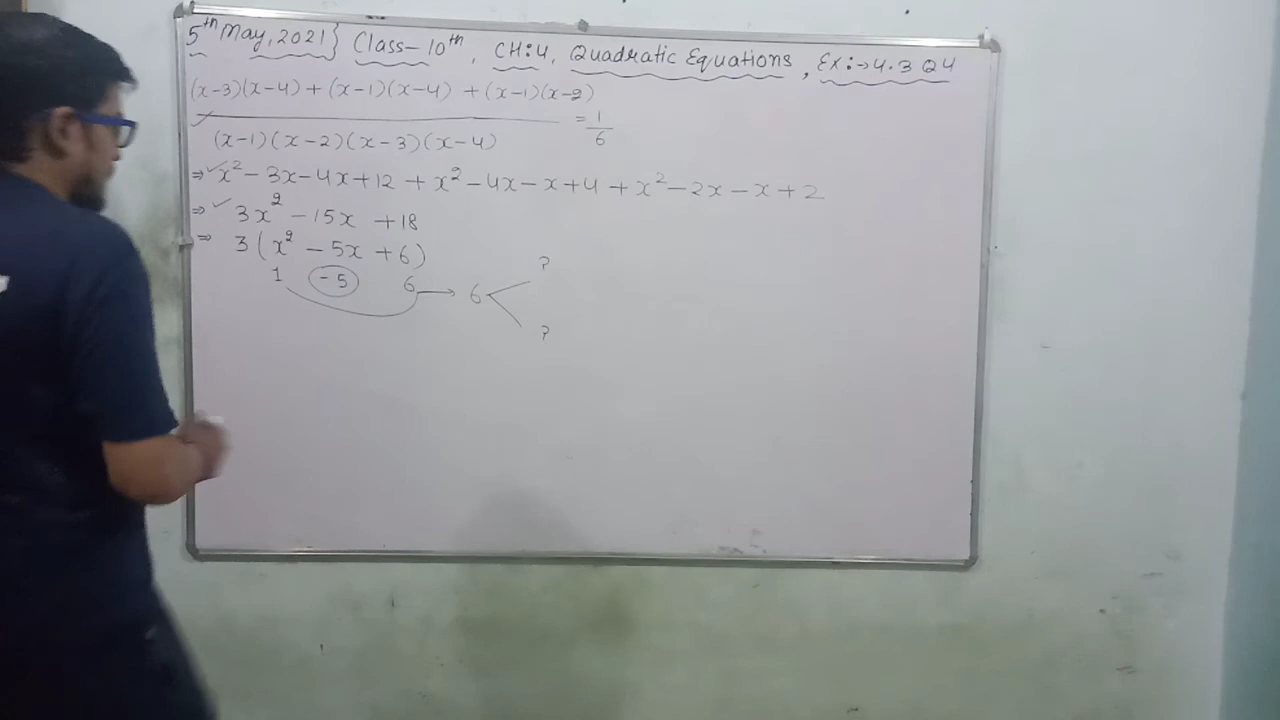 5th May, 2021} Class-10th, CH:4, Quadratic Equations, Ex:→4.3 Q4
(x-3)(x-4) + (x-1)(x-4) + (x-1)(x-2)
= 1/6
(x-1)(x-2)(x-3)(x-4)
⇒ ✓ x² - 3x - 4x + 12 + x² - 4x - x + 4 + x² - 2x - x + 2
⇒ ✓ 3x² - 15x + 18
⇒ 3(x² - 5x + 6)
?
1 -5 6 → 6
?